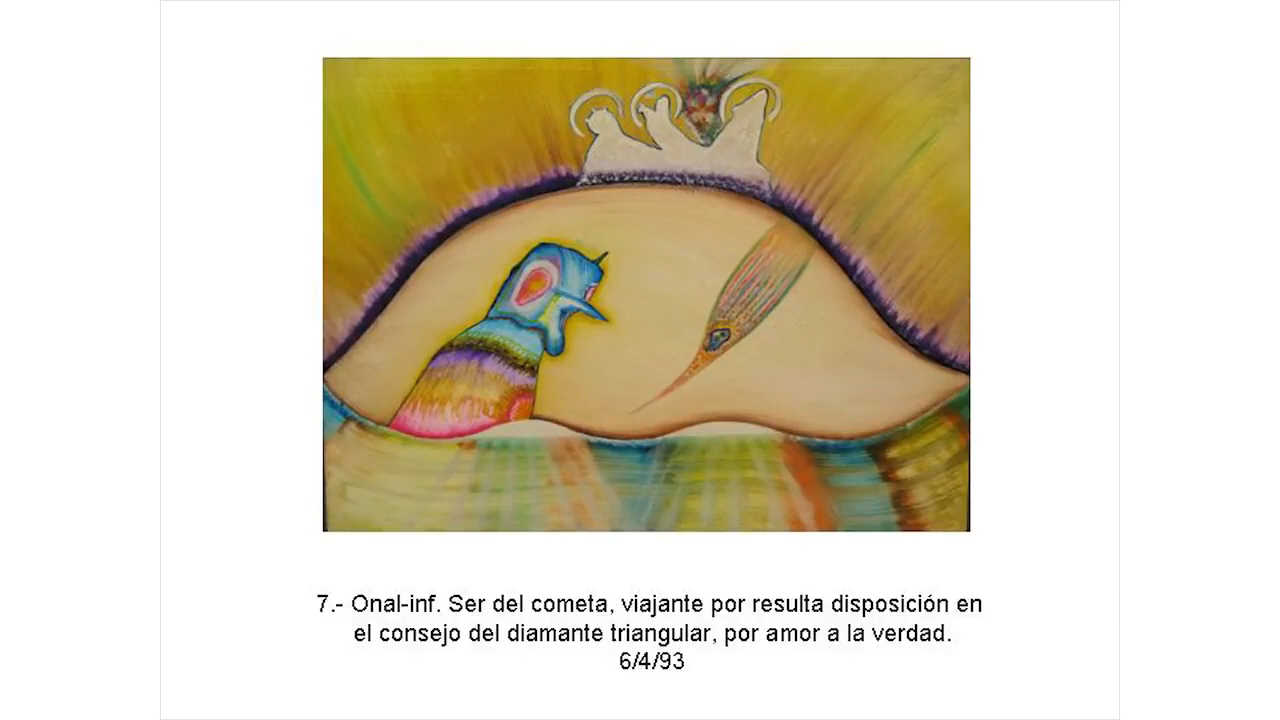 7.- Onal-inf. Ser del cometa, viajante por resulta disposición en
el consejo del diamante triangular, por amor a la verdad.
6/4/93